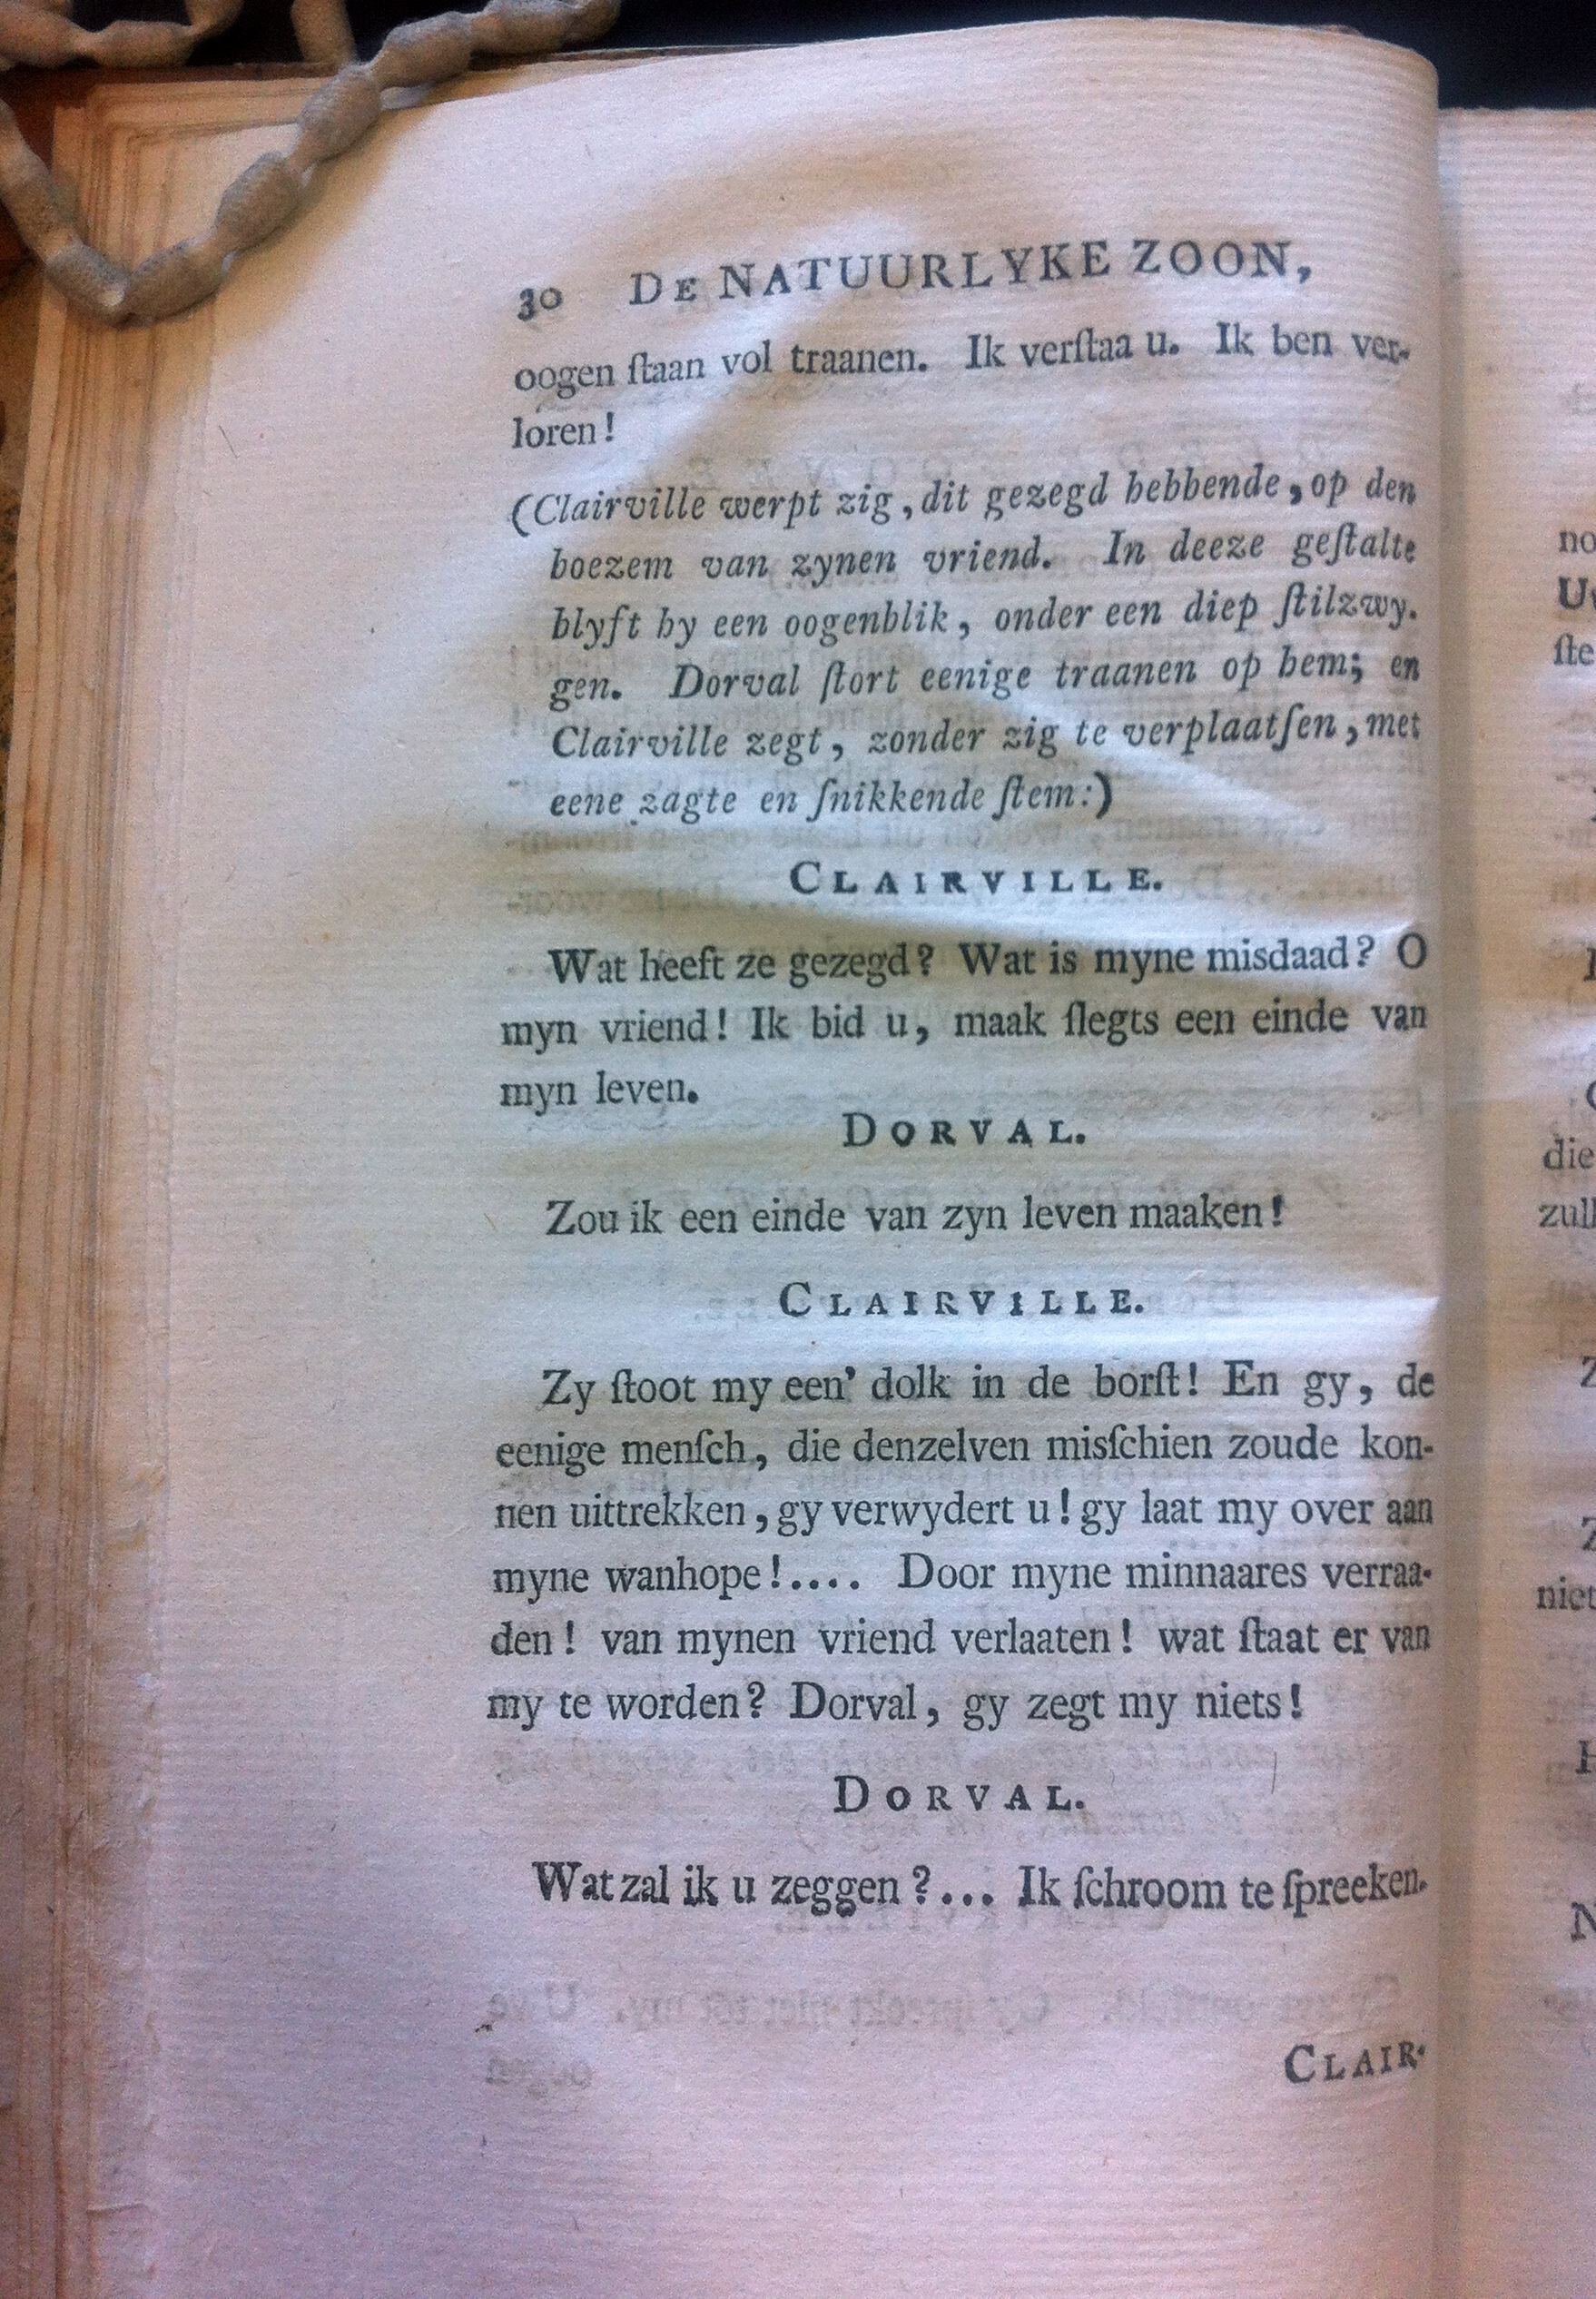 30 DE NATUURLYKE ZOON,
oogen ſtaan vol traanen. Ik verſtaa u. Ik ben ver-
loren!
(Clairville werpt zig, dit gezegd hebbende, op den
boezem van zynen vriend. In deeze geſtalte
blyft hy een oogenblik, onder een diep ſtilzwy-
gen. Dorval ſtort eenige traanen op hem; en
Clairville zegt, zonder zig te verplaatſen, met
eene zagte en ſnikkende ſtem:)
CLAIRVILLE.
Wat heeft ze gezegd? Wat is myne misdaad? O
myn vriend! Ik bid u, maak ſlegts een einde van
myn leven.
DORVAL.
Zou ik een einde van zyn leven maaken!
CLAIRVILLE.
Zy ſtoot my een' dolk in de borſt! En gy, de
eenige menſch, die denzelven misſchien zoude kon-
nen uittrekken, gy verwydert u! gy laat my over aan
myne wanhope!.... Door myne minnaares verraa-
den! van mynen vriend verlaaten! wat ſtaat er van
my te worden? Dorval, gy zegt my niets!
DORVAL.
Wat zal ik u zeggen?... Ik ſchroom te ſpreeken.
CLAIR-
no
ſte
die
zull
niet